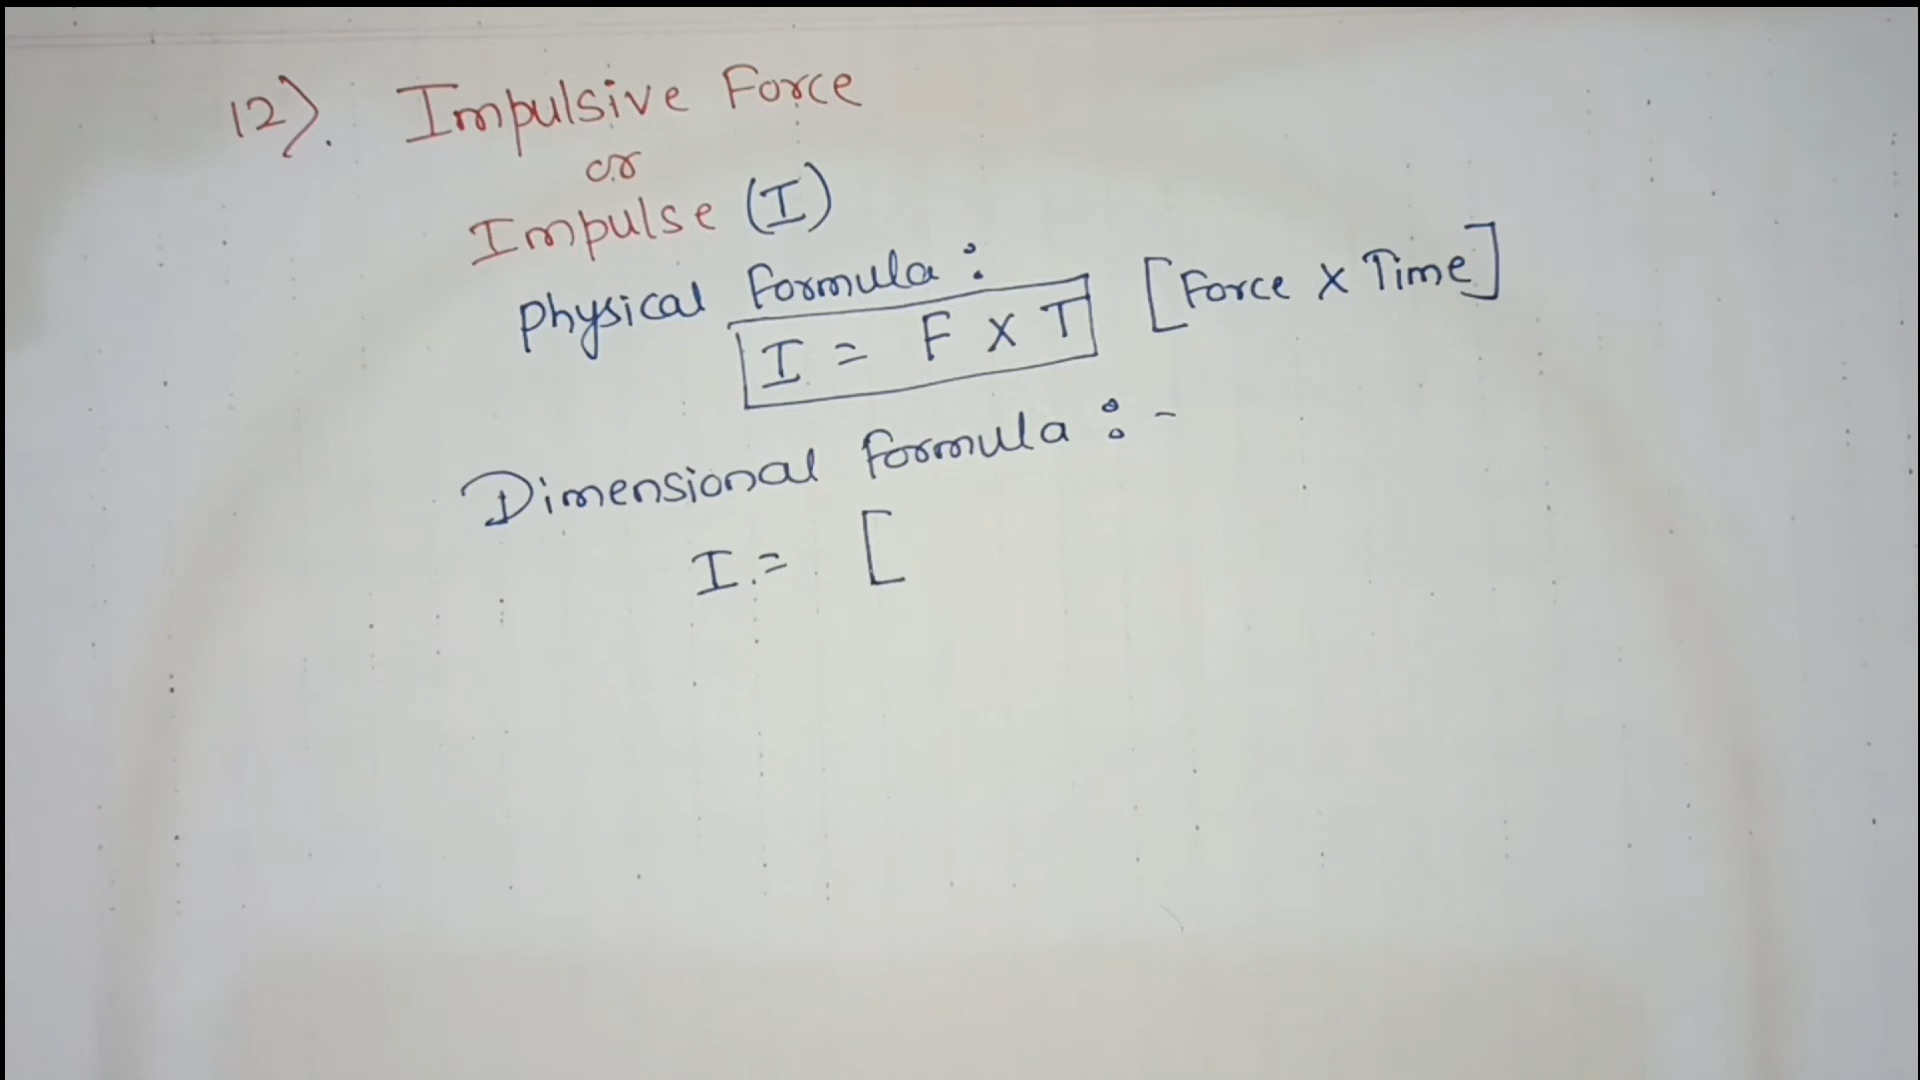 12). Impulsive Force
or
Impulse (I)
Physical formula :
I = F X T [Force X Time]
Dimensional formula : -
I = [